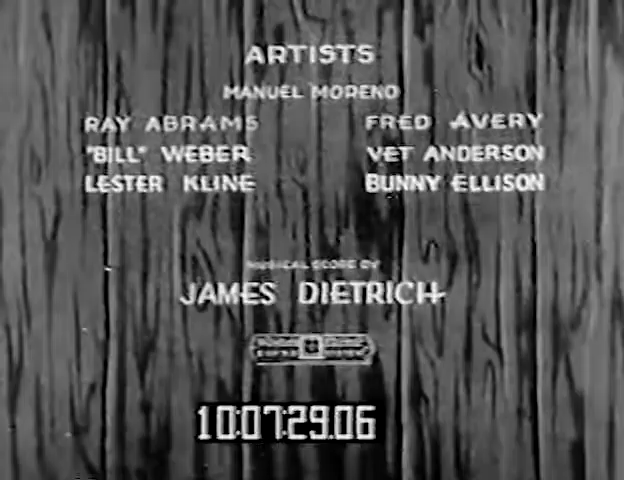 ARTISTS
MANUEL MORENO
RAY ABRAMS FRED AVERY
"BILL" WEBER VET ANDERSON
LESTER KLINE BUNNY ELLISON
MUSICAL SCORE BY
JAMES DIETRICH
10:07:29.06